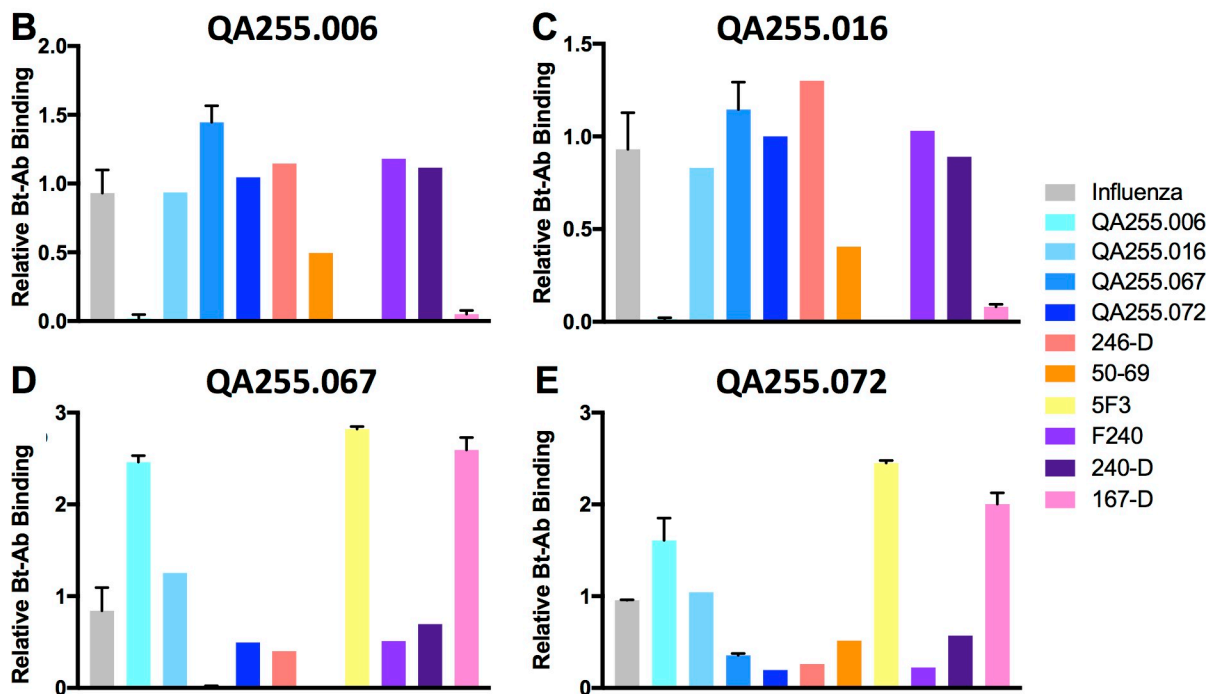 B QA255.006
Relative Bt-Ab Binding
2.0
1.5
1.0
0.5
0.0
C QA255.016
Relative Bt-Ab Binding
1.5
1.0
0.5
0.0
D QA255.067
Relative Bt-Ab Binding
3
2
1
0
E QA255.072
Relative Bt-Ab Binding
3
2
1
0
Influenza
QA255.006
QA255.016
QA255.067
QA255.072
246-D
50-69
5F3
F240
240-D
167-D